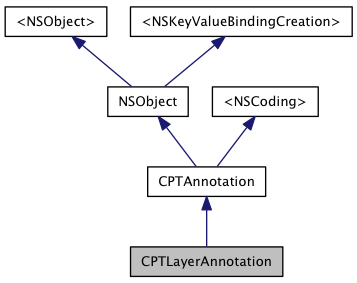 <NSObject>
<NSKeyValueBindingCreation>
NSObject
<NSCoding>
CPTAnnotation
CPTLayerAnnotation